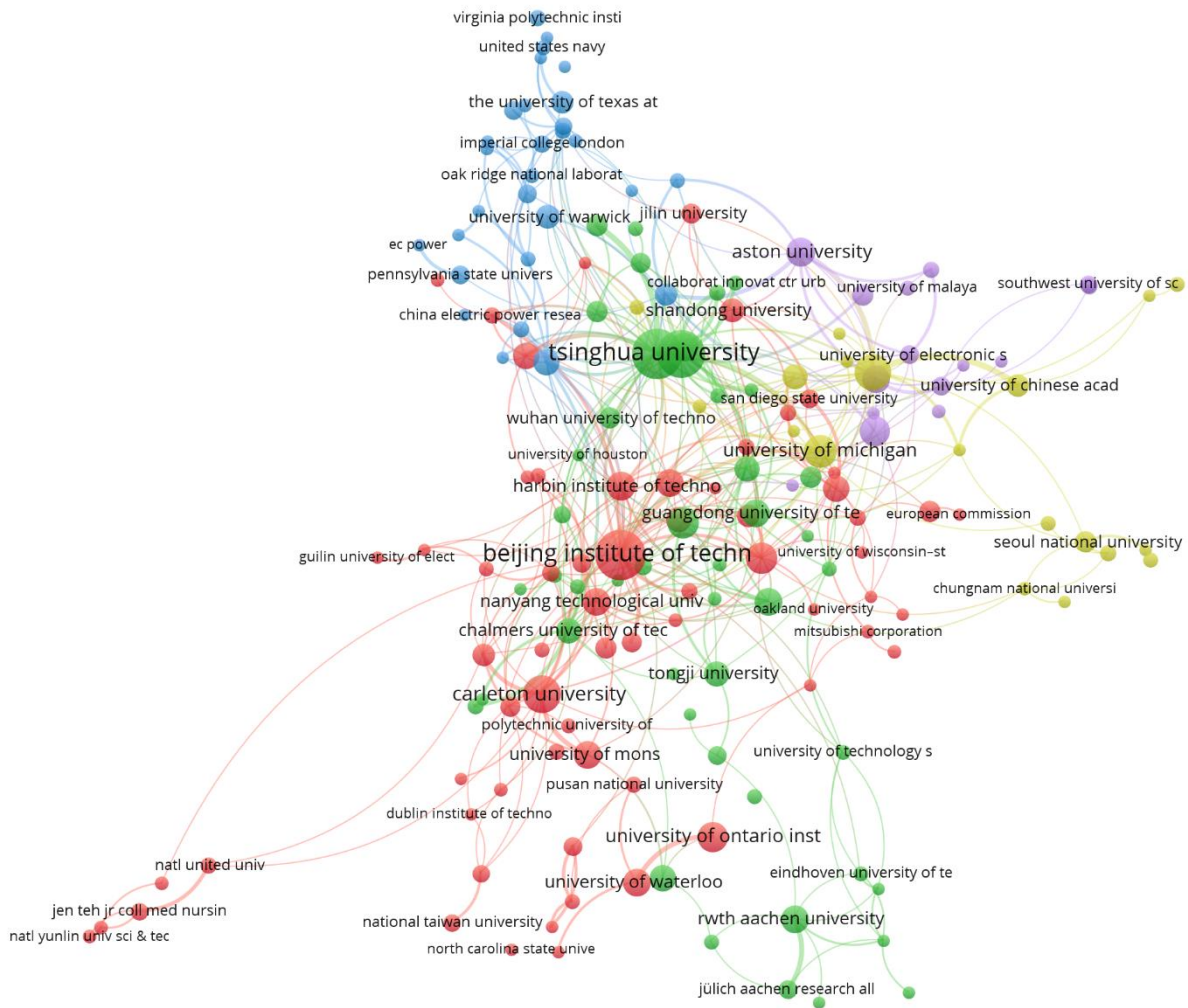 virginia polytechnic insti
united states navy
the university of texas at
imperial college london
oak ridge national laborat
university of warwick
jilin university
ec power
aston university
pennsylvania state univers
collaborat innovat ctr urb
university of malaya
southwest university of sc
china electric power resea
shandong university
tsinghua university
university of electronic s
university of chinese acad
san diego state university
wuhan university of techno
university of houston
university of michigan
harbin institute of techno
guangdong university of te
european commission
guilin university of elect
beijing institute of techn
university of wisconsin-st
seoul national university
chungnam national universi
nanyang technological univ
oakland university
chalmers university of tec
mitsubishi corporation
tongji university
carleton university
polytechnic university of
university of mons
university of technology s
pusan national university
dublin institute of techno
university of ontario inst
natl united univ
eindhoven university of te
university of waterloo
jen teh jr coll med nursin
national taiwan university
rwth aachen university
natl yunlin univ sci & tec
north carolina state unive
jülich aachen research all